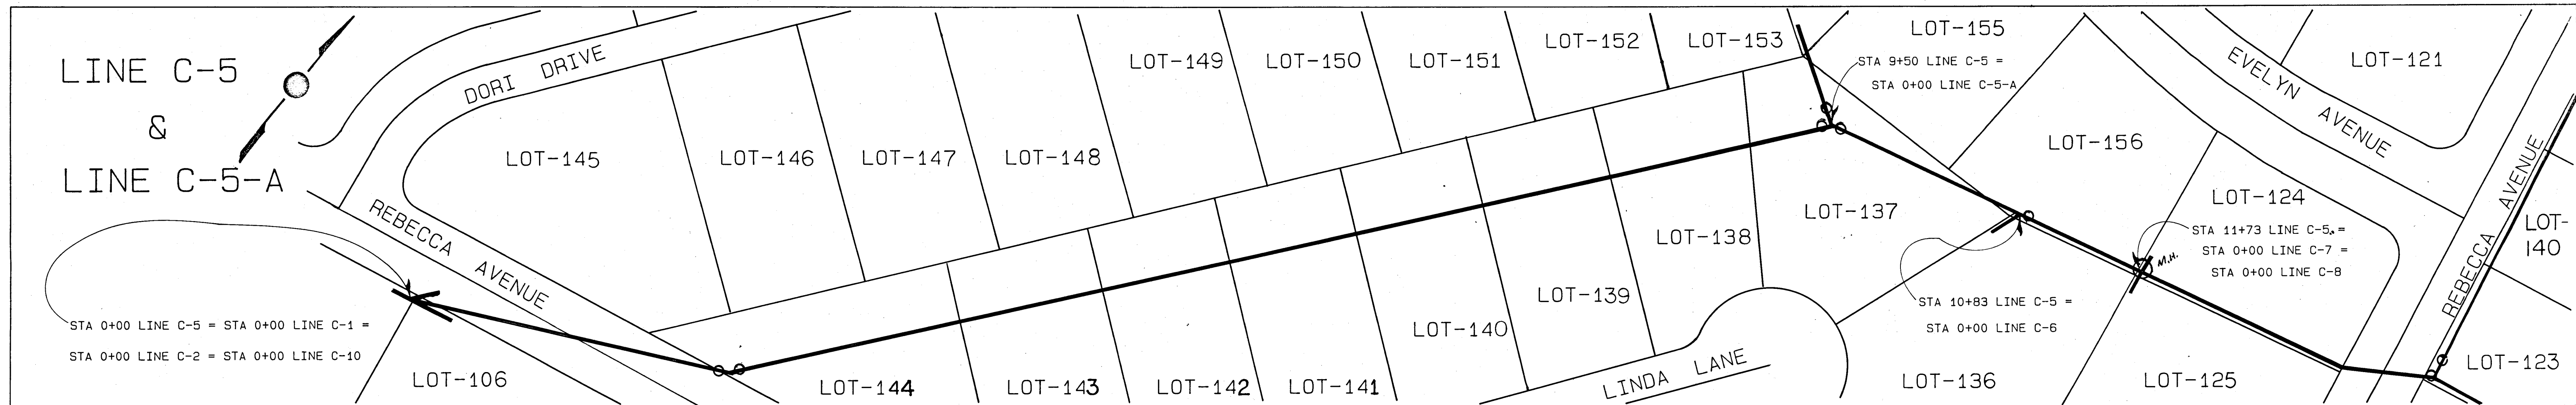 LINE C-5
&
LINE C-5-A
DORI DRIVE
REBECCA AVENUE
STA 0+00 LINE C-5 = STA 0+00 LINE C-1 =
STA 0+00 LINE C-2 = STA 0+00 LINE C-10
LOT-106
LOT-145
LOT-146
LOT-147
LOT-148
LOT-149
LOT-150
LOT-151
LOT-152
LOT-153
LOT-155
STA 9+50 LINE C-5 =
STA 0+00 LINE C-5-A
LOT-144
LOT-143
LOT-142
LOT-141
LOT-140
LOT-139
LOT-138
LOT-137
LINDA LANE
LOT-156
EVELYN AVENUE
LOT-121
LOT-124
STA 11+73 LINE C-5 =
STA 0+00 LINE C-7 =
STA 0+00 LINE C-8
M.H.
STA 10+83 LINE C-5 =
STA 0+00 LINE C-6
LOT-136
LOT-125
REBECCA AVENUE
LOT-
140
LOT-123